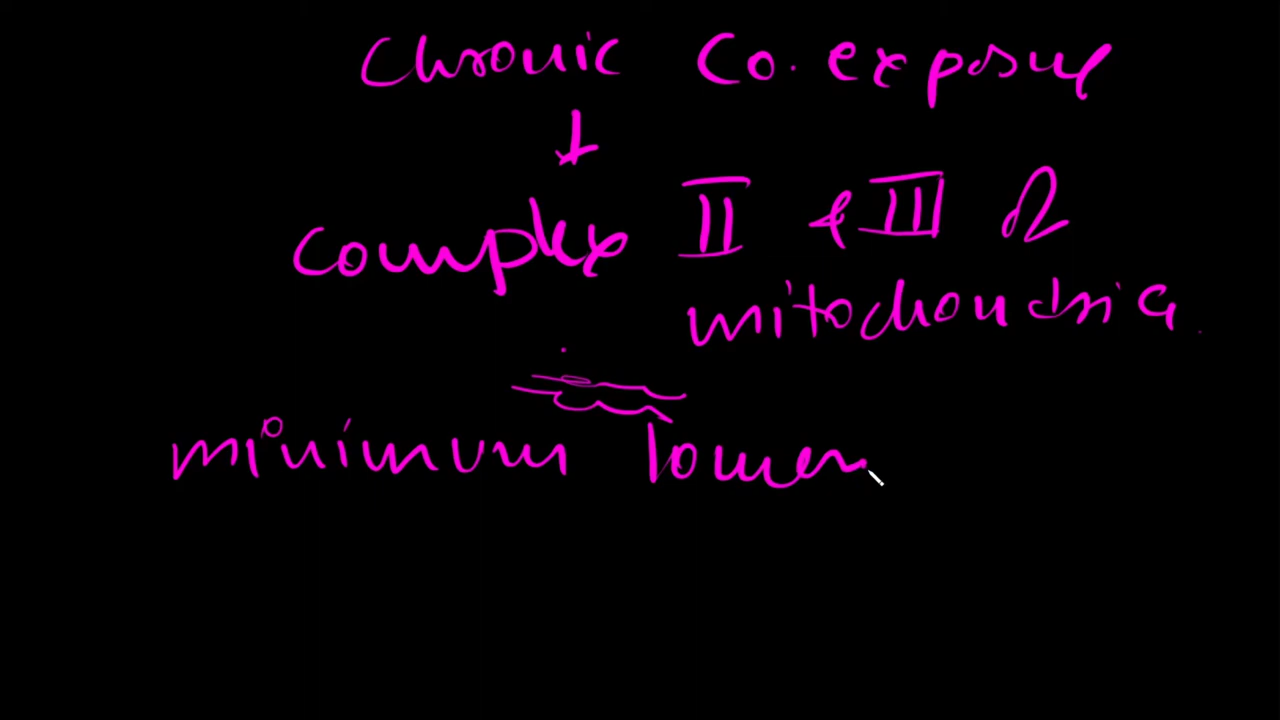 Chronic Co. exposure
Complex II & III of
mitochondria
minimum lower